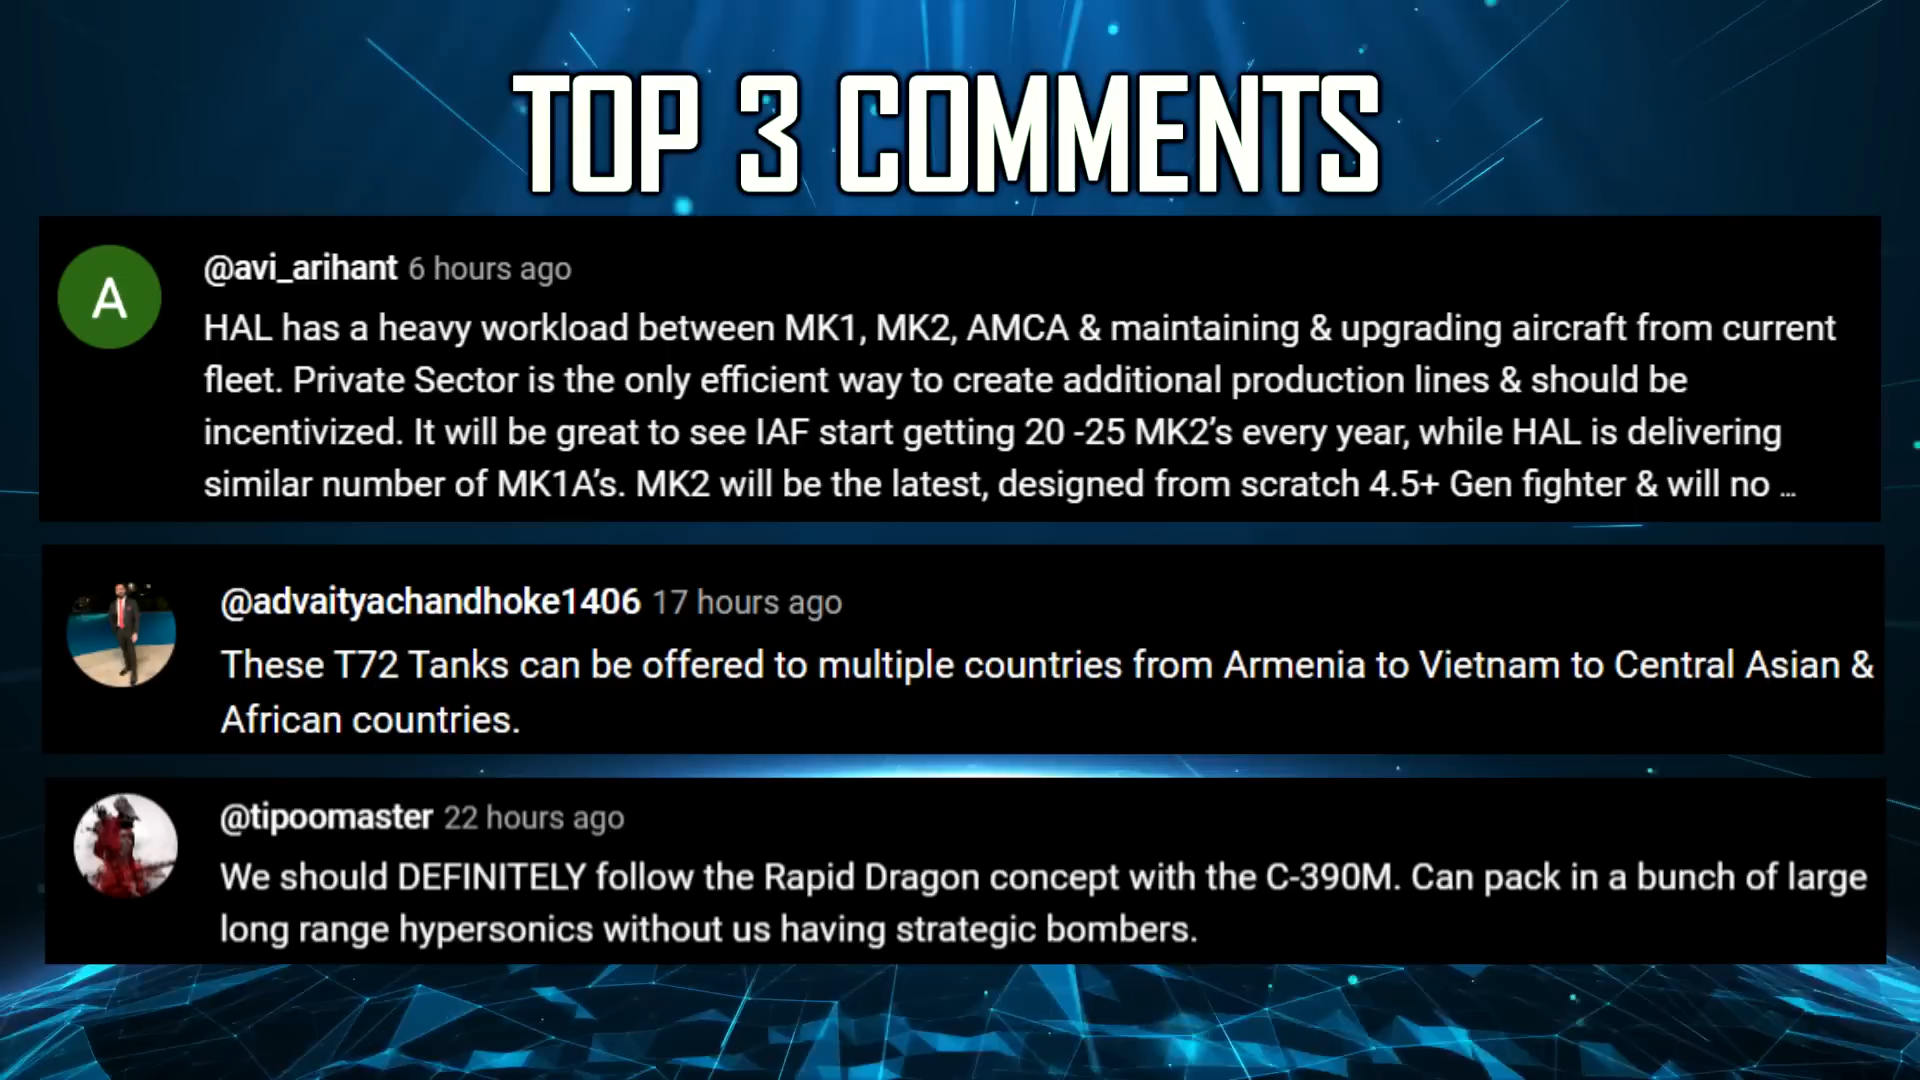 TOP 3 COMMENTS
A
@avi_arihant 6 hours ago
HAL has a heavy workload between MK1, MK2, AMCA & maintaining & upgrading aircraft from current
fleet. Private Sector is the only efficient way to create additional production lines & should be
incentivized. It will be great to see IAF start getting 20 -25 MK2’s every year, while HAL is delivering
similar number of MK1A’s. MK2 will be the latest, designed from scratch 4.5+ Gen fighter & will no ...
@advaityachandhoke1406 17 hours ago
These T72 Tanks can be offered to multiple countries from Armenia to Vietnam to Central Asian &
African countries.
@tipoomaster 22 hours ago
We should DEFINITELY follow the Rapid Dragon concept with the C-390M. Can pack in a bunch of large
long range hypersonics without us having strategic bombers.